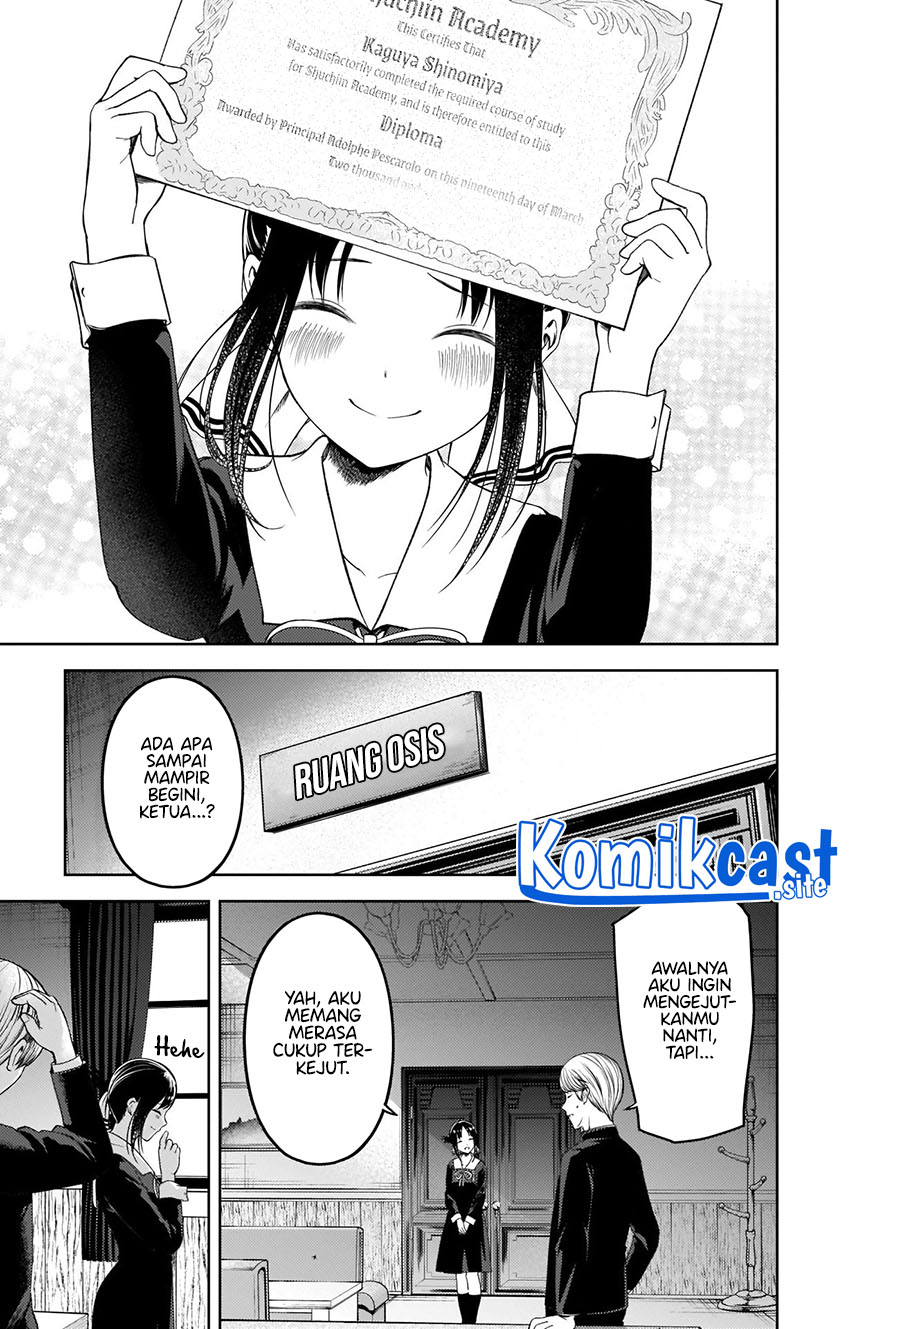 Shuchiin Academy
This Certifies That
Kaguya Shinomiya
Has satisfactorily completed the required course of study
for Shuchiin Academy, and is therefore entitled to this
Diploma
Awarded by Principal Adolphe Pescarolo on this nineteenth day of March
Two thousand and
RUANG OSIS
ADA APA
SAMPAI
MAMPIR
BEGINI,
KETUA...?
Komikcast
.site
AWALNYA
AKU INGIN
MENGEJUT-
KANMU
NANTI,
TAPI...
YAH, AKU
MEMANG
MERASA
CUKUP TER-
KEJUT.
Hehe